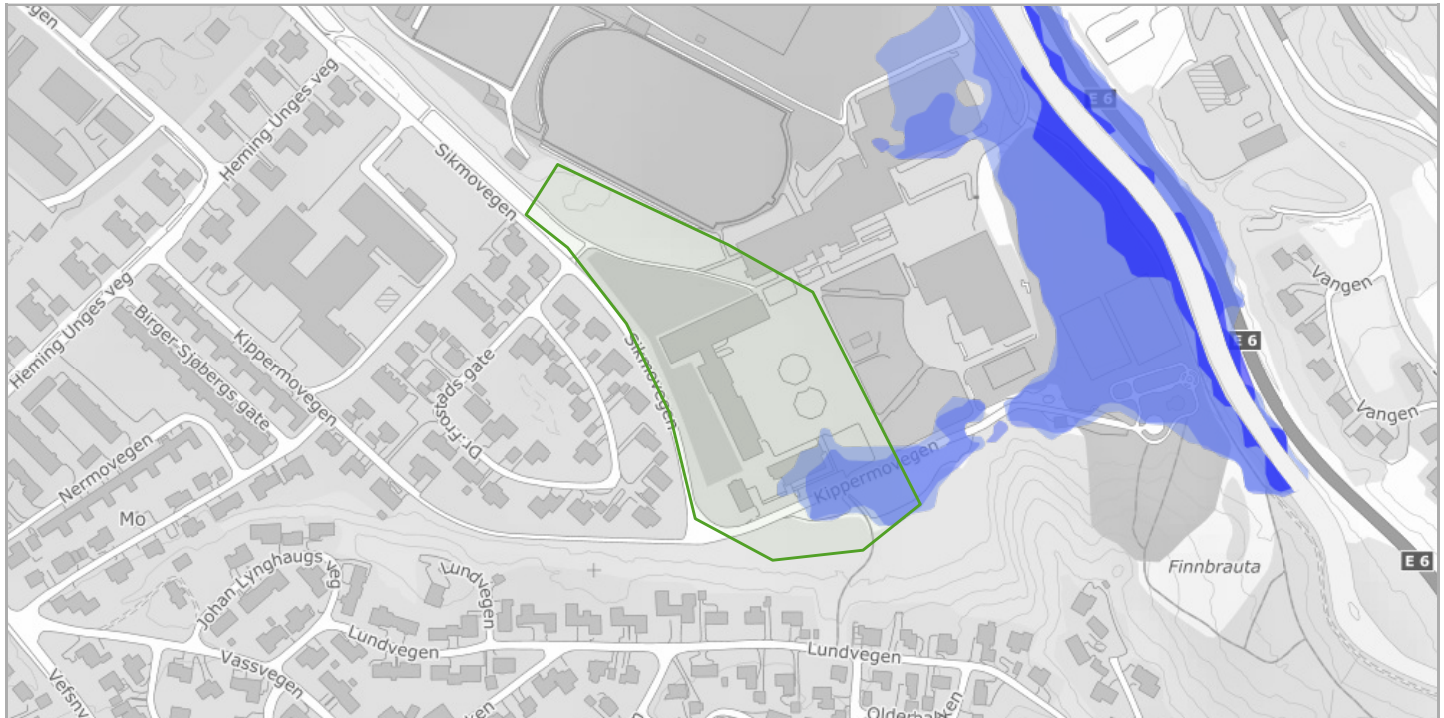 Heming Unges veg
E 6
Sikmovegen
Heming Unges veg
Birger Sjøbergs gate
Kippermovegen
Vangen
E 6
Sikmovegen
Dr. Frostads gate
Vangen
Nermovegen
Kippermovegen
Mo
E 6
Finnbrauta
Johan Lynghaugs veg
Lundvegen
Lundvegen
Lundvegen
Vassvegen